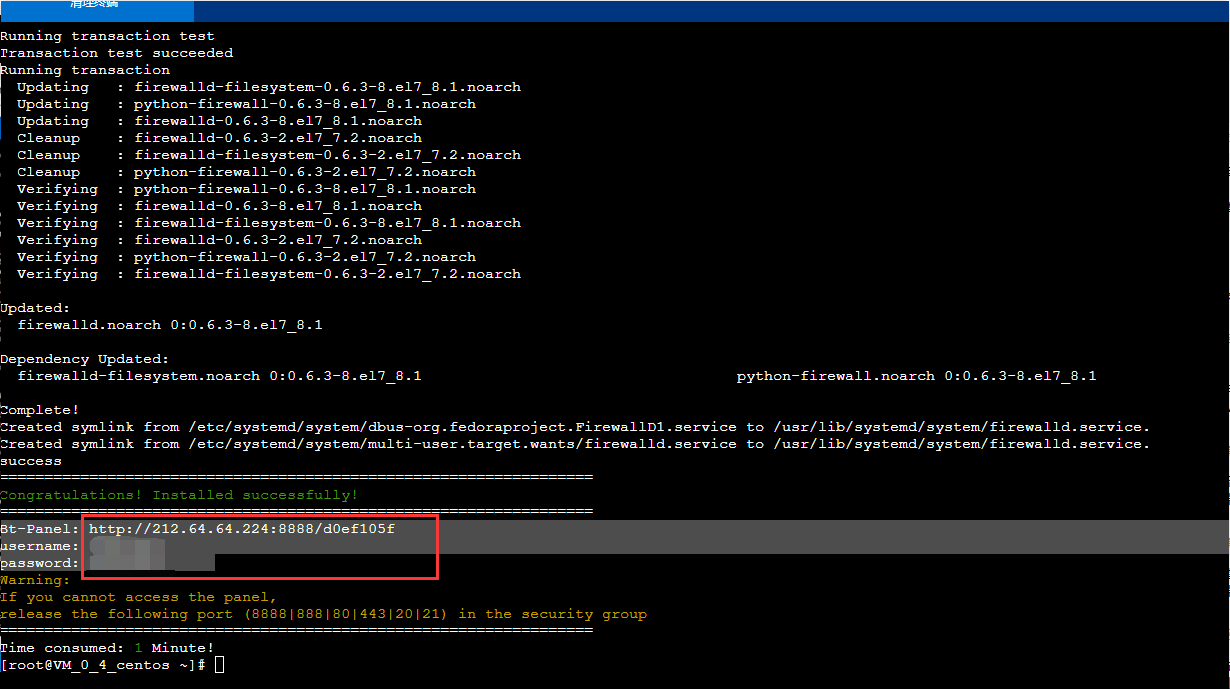 清理终端
Running transaction test
Transaction test succeeded
Running transaction
Updating : firewalld-filesystem-0.6.3-8.el7_8.1.noarch
Updating : python-firewall-0.6.3-8.el7_8.1.noarch
Updating : firewalld-0.6.3-8.el7_8.1.noarch
Cleanup : firewalld-0.6.3-2.el7_7.2.noarch
Cleanup : firewalld-filesystem-0.6.3-2.el7_7.2.noarch
Cleanup : python-firewall-0.6.3-2.el7_7.2.noarch
Verifying : python-firewall-0.6.3-8.el7_8.1.noarch
Verifying : firewalld-0.6.3-8.el7_8.1.noarch
Verifying : firewalld-filesystem-0.6.3-8.el7_8.1.noarch
Verifying : firewalld-0.6.3-2.el7_7.2.noarch
Verifying : python-firewall-0.6.3-2.el7_7.2.noarch
Verifying : firewalld-filesystem-0.6.3-2.el7_7.2.noarch
Updated:
firewalld.noarch 0:0.6.3-8.el7_8.1
Dependency Updated:
firewalld-filesystem.noarch 0:0.6.3-8.el7_8.1 python-firewall.noarch 0:0.6.3-8.el7_8.1
Complete!
Created symlink from /etc/systemd/system/dbus-org.fedoraproject.FirewallD1.service to /usr/lib/systemd/system/firewalld.service.
Created symlink from /etc/systemd/system/multi-user.target.wants/firewalld.service to /usr/lib/systemd/system/firewalld.service.
success
==================================================================
Congratulations! Installed successfully!
==================================================================
Bt-Panel: http://212.64.64.224:8888/d0ef105f
username:
password:
Warning:
If you cannot access the panel,
release the following port (8888|888|80|443|20|21) in the security group
==================================================================
Time consumed: 1 Minute!
[root@VM_0_4_centos ~]#